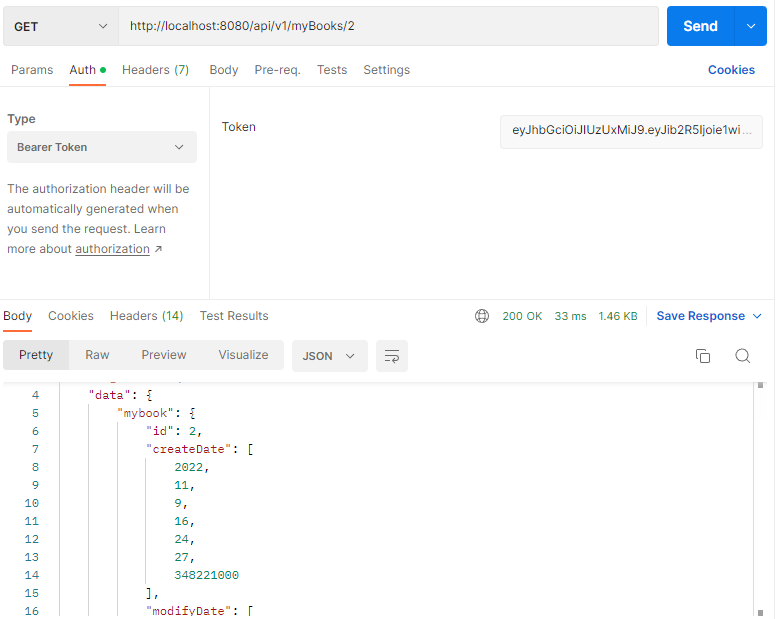 GET http://localhost:8080/api/v1/myBooks/2 Send
Params Auth Headers (7) Body Pre-req. Tests Settings Cookies
Type
Bearer Token
The authorization header will be
automatically generated when
you send the request. Learn
more about authorization ↗
Token eyJhbGciOiJIUzUxMiJ9.eyJib2R5Ijoie1wi...
Body Cookies Headers (14) Test Results 200 OK 33 ms 1.46 KB Save Response
Pretty Raw Preview Visualize JSON
4 "data": {
5 "mybook": {
6 "id": 2,
7 "createDate": [
8 2022,
9 11,
10 9,
11 16,
12 24,
13 27,
14 348221000
15 ],
16 "modifyDate": [